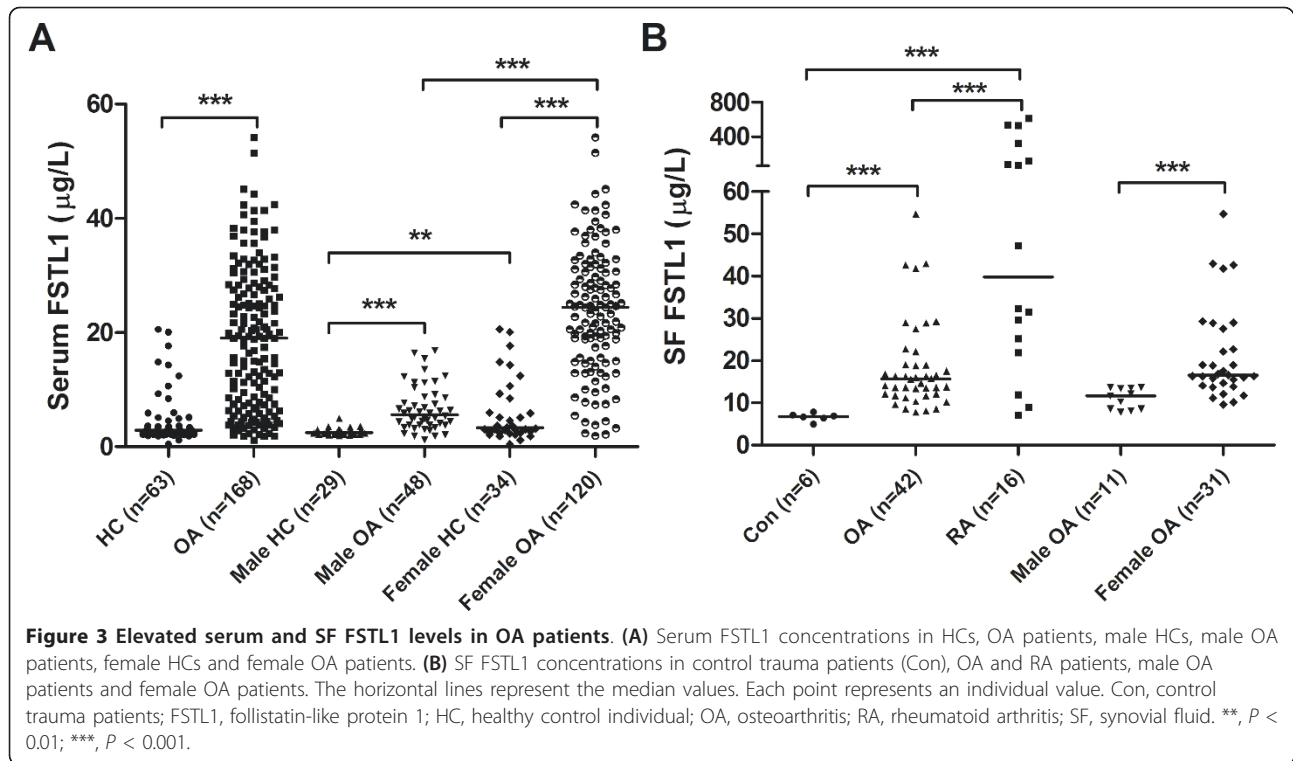 A
B
***
***
***
***
**
***
60
40
20
0
Serum FSTL1 (µg/L)
HC (n=63)
OA (n=168)
Male HC (n=29)
Male OA (n=48)
Female HC (n=34)
Female OA (n=120)
***
***
***
***
800
400
60
50
40
30
20
10
0
SF FSTL1 (µg/L)
Con (n=6)
OA (n=42)
RA (n=16)
Male OA (n=11)
Female OA (n=31)
Figure 3 Elevated serum and SF FSTL1 levels in OA patients. (A) Serum FSTL1 concentrations in HCs, OA patients, male HCs, male OA
patients, female HCs and female OA patients. (B) SF FSTL1 concentrations in control trauma patients (Con), OA and RA patients, male OA
patients and female OA patients. The horizontal lines represent the median values. Each point represents an individual value. Con, control
trauma patients; FSTL1, follistatin-like protein 1; HC, healthy control individual; OA, osteoarthritis; RA, rheumatoid arthritis; SF, synovial fluid. **, P <
0.01; ***, P < 0.001.